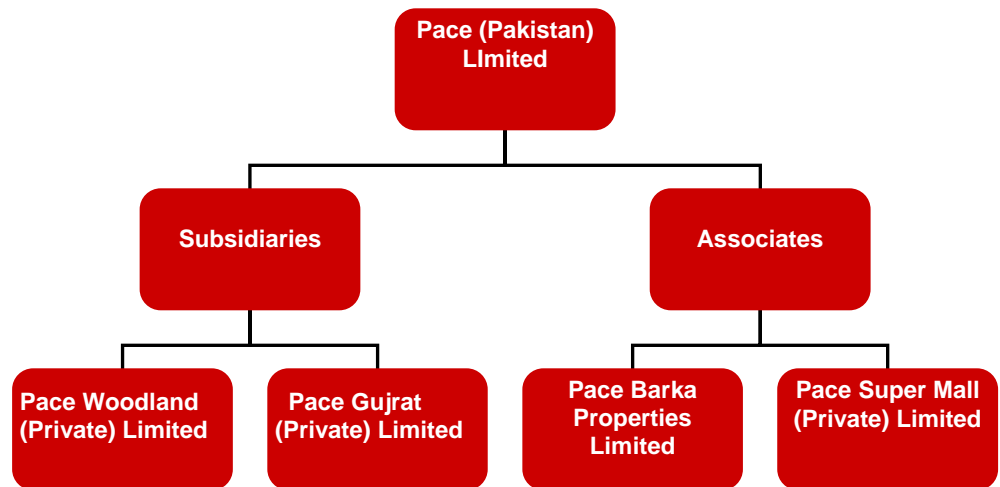 Pace (Pakistan)
LImited
Subsidiaries
Associates
Pace Woodland
(Private) Limited
Pace Gujrat
(Private) Limited
Pace Barka
Properties
Limited
Pace Super Mall
(Private) Limited